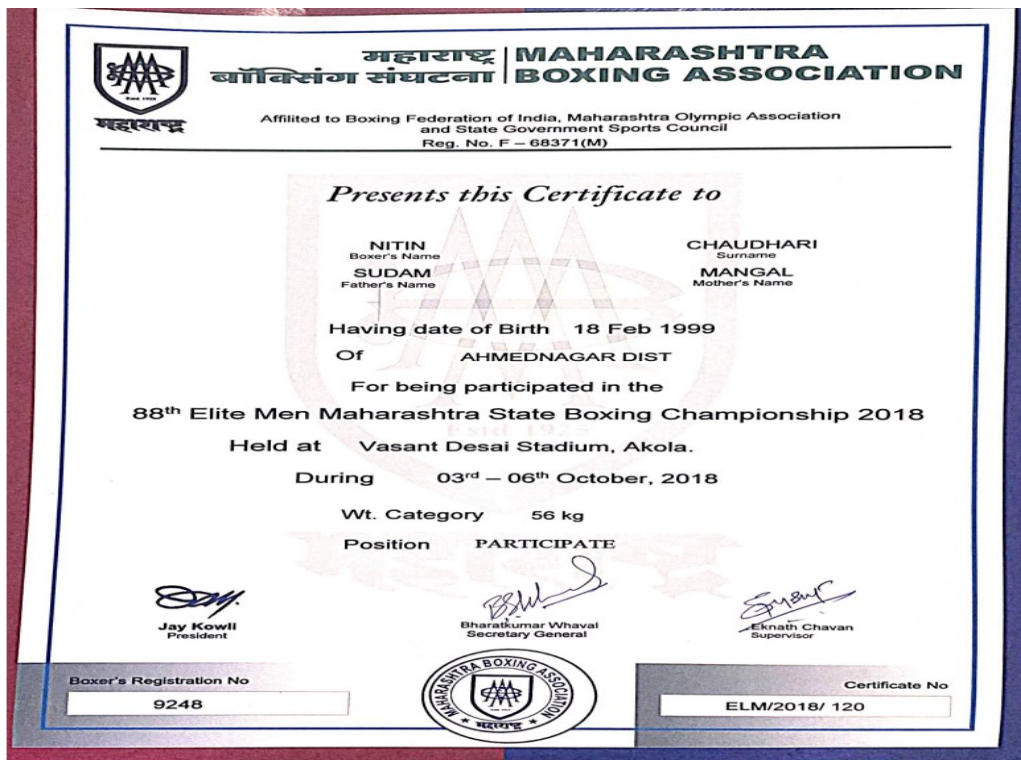 Estd 1925
महाराष्ट्र
महाराष्ट्र बॉक्सिंग संघटना
MAHARASHTRA BOXING ASSOCIATION
Affilited to Boxing Federation of India, Maharashtra Olympic Association
and State Government Sports Council
Reg. No. F – 68371(M)
Presents this Certificate to
NITIN CHAUDHARI
Boxer's Name Surname
SUDAM MANGAL
Father's Name Mother's Name
Having date of Birth 18 Feb 1999
Of AHMEDNAGAR DIST
For being participated in the
88th Elite Men Maharashtra State Boxing Championship 2018
Estd 1925
Held at Vasant Desai Stadium, Akola.
During 03rd – 06th October, 2018
Wt. Category 56 kg
Position PARTICIPATE
महाराष्ट्र
Jay Kowli Bharatkumar Whaval Eknath Chavan
President Secretary General Supervisor
Boxer's Registration No
9248
MAHARASHTRA BOXING ASSOCIATION
महाराष्ट्र
Certificate No
ELM/2018/ 120